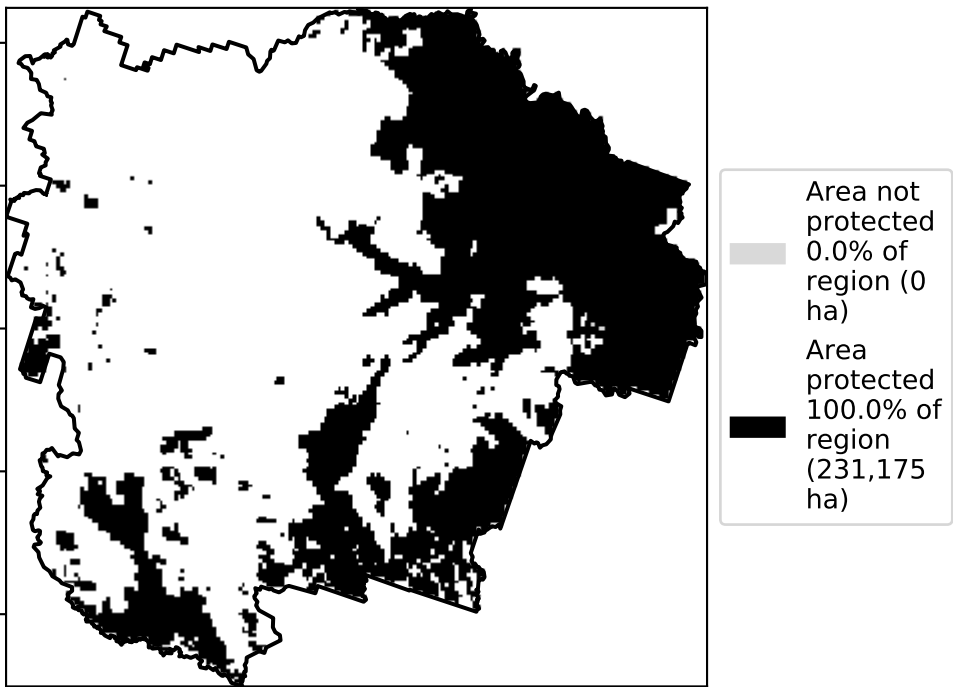 Area not
protected
0.0% of
region (0
ha)
Area
protected
100.0% of
region
(231,175
ha)